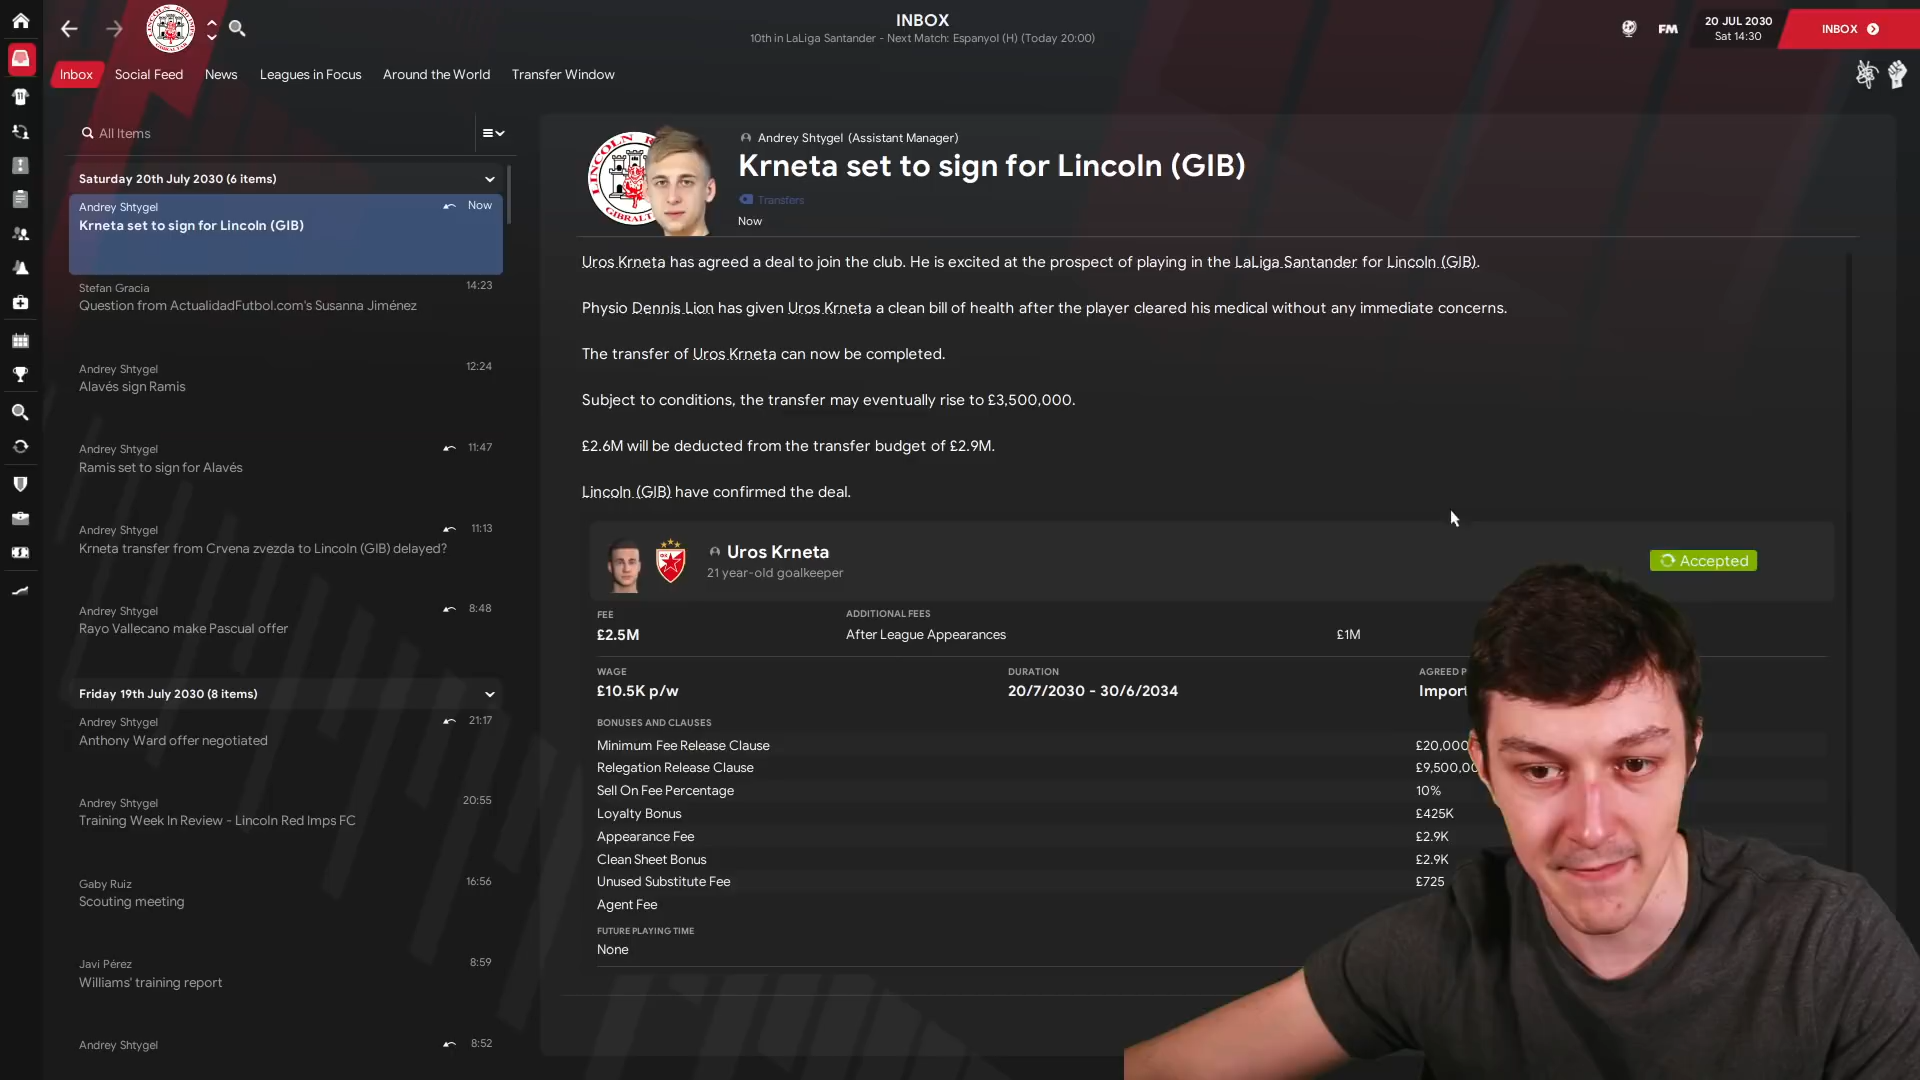 INBOX
10th in LaLiga Santander - Next Match: Espanyol (H) (Today 20:00)
FM
20 JUL 2030
Sat 14:30
INBOX
Inbox
Social Feed
News
Leagues in Focus
Around the World
Transfer Window
All Items
Saturday 20th July 2030 (6 items)
Andrey Shtygel
Now
Krneta set to sign for Lincoln (GIB)
Stefan Gracia
14:23
Question from ActualidadFutbol.com's Susanna Jiménez
Andrey Shtygel
12:24
Alavés sign Ramis
Andrey Shtygel
11:47
Ramis set to sign for Alavés
Andrey Shtygel
11:13
Krneta transfer from Crvena zvezda to Lincoln (GIB) delayed?
Andrey Shtygel
8:48
Rayo Vallecano make Pascual offer
Friday 19th July 2030 (8 items)
Andrey Shtygel
21:17
Anthony Ward offer negotiated
Andrey Shtygel
20:55
Training Week In Review - Lincoln Red Imps FC
Gaby Ruiz
16:56
Scouting meeting
Javi Pérez
8:59
Williams' training report
Andrey Shtygel
8:52
Andrey Shtygel (Assistant Manager)
Krneta set to sign for Lincoln (GIB)
Transfers
Now
Uros Krneta has agreed a deal to join the club. He is excited at the prospect of playing in the LaLiga Santander for Lincoln (GIB).
Physio Dennis Lion has given Uros Krneta a clean bill of health after the player cleared his medical without any immediate concerns.
The transfer of Uros Krneta can now be completed.
Subject to conditions, the transfer may eventually rise to £3,500,000.
£2.6M will be deducted from the transfer budget of £2.9M.
Lincoln (GIB) have confirmed the deal.
Uros Krneta
21 year-old goalkeeper
Accepted
FEE
£2.5M
ADDITIONAL FEES
After League Appearances
£1M
WAGE
£10.5K p/w
DURATION
20/7/2030 - 30/6/2034
AGREED P
Import
BONUSES AND CLAUSES
Minimum Fee Release Clause
£20,000
Relegation Release Clause
£9,500,00
Sell On Fee Percentage
10%
Loyalty Bonus
£425K
Appearance Fee
£2.9K
Clean Sheet Bonus
£2.9K
Unused Substitute Fee
£725
Agent Fee
FUTURE PLAYING TIME
None